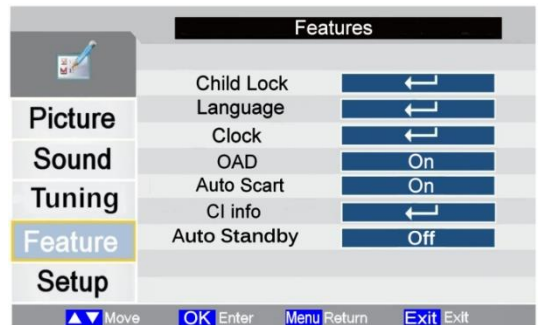 Features
Child Lock
Language
Clock
OAD On
Auto Scart On
CI info
Auto Standby Off
Picture
Sound
Tuning
Feature
Setup
Move OK Enter Menu Return Exit Exit